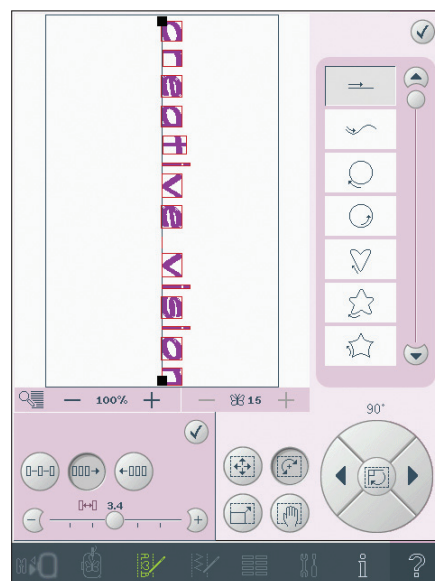 creative vision
− 100% +
− 15 +
90°
3.4
− +
i ?